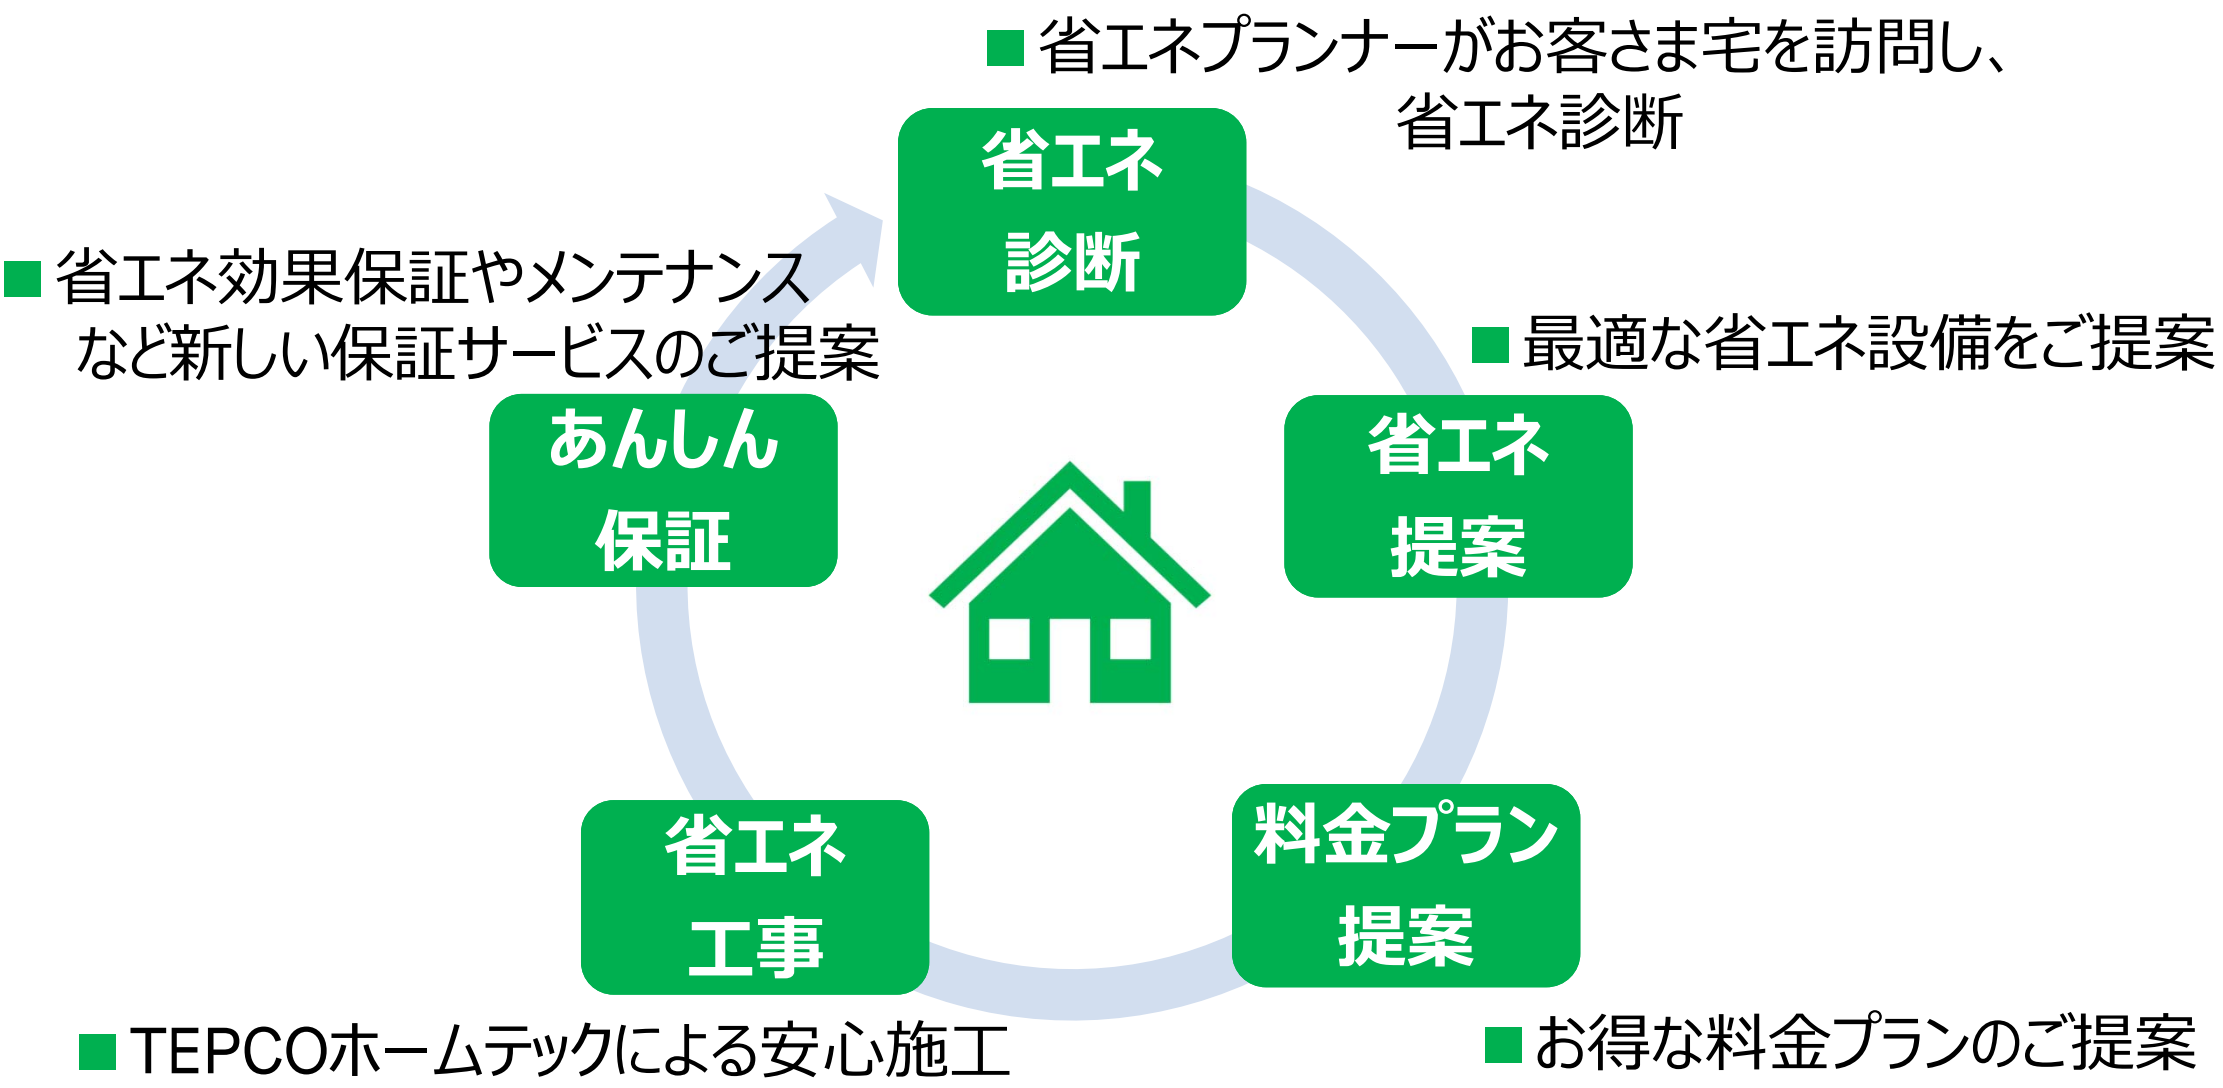 ■省エネプランナーがお客さま宅を訪問し、
省エネ診断
省エネ
診断
■最適な省エネ設備をご提案
省エネ
提案
料金プラン
提案
■お得な料金プランのご提案
省エネ
工事
■TEPCOホームテックによる安心施工
■省エネ効果保証やメンテナンス
など新しい保証サービスのご提案
あんしん
保証